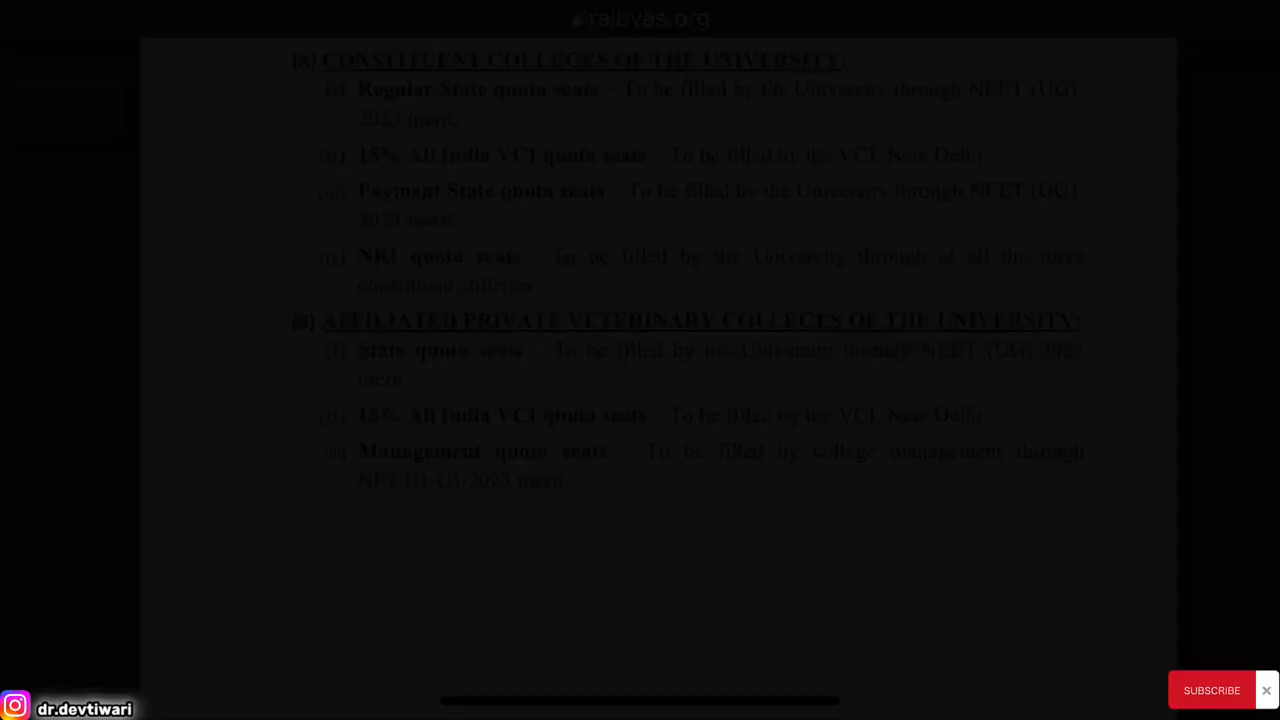 rajuvas.org
(A) CONSTITUENT COLLEGES OF THE UNIVERSITY
(i) Regular State quota seats – To be filled by the University through NEET (UG)-
2023 merit.
(ii) 15% All India VCI quota seats – To be filled by the VCI, New Delhi
(iii) Payment State quota seats – To be filled by the University through NEET (UG)-
2023 merit
(iv) NRI quota seats – To be filled by the University through at all the three
constituent colleges
(B) AFFILIATED PRIVATE VETERINARY COLLEGES OF THE UNIVERSITY:
(i) State quota seats – To be filled by the University through NEET (UG)-2023
merit
(ii) 15% All India VCI quota seats – To be filled by the VCI, New Delhi
(iii) Management quota seats – To be filled by college management through
NEET(UG)-2023 merit
dr.devtiwari
SUBSCRIBE